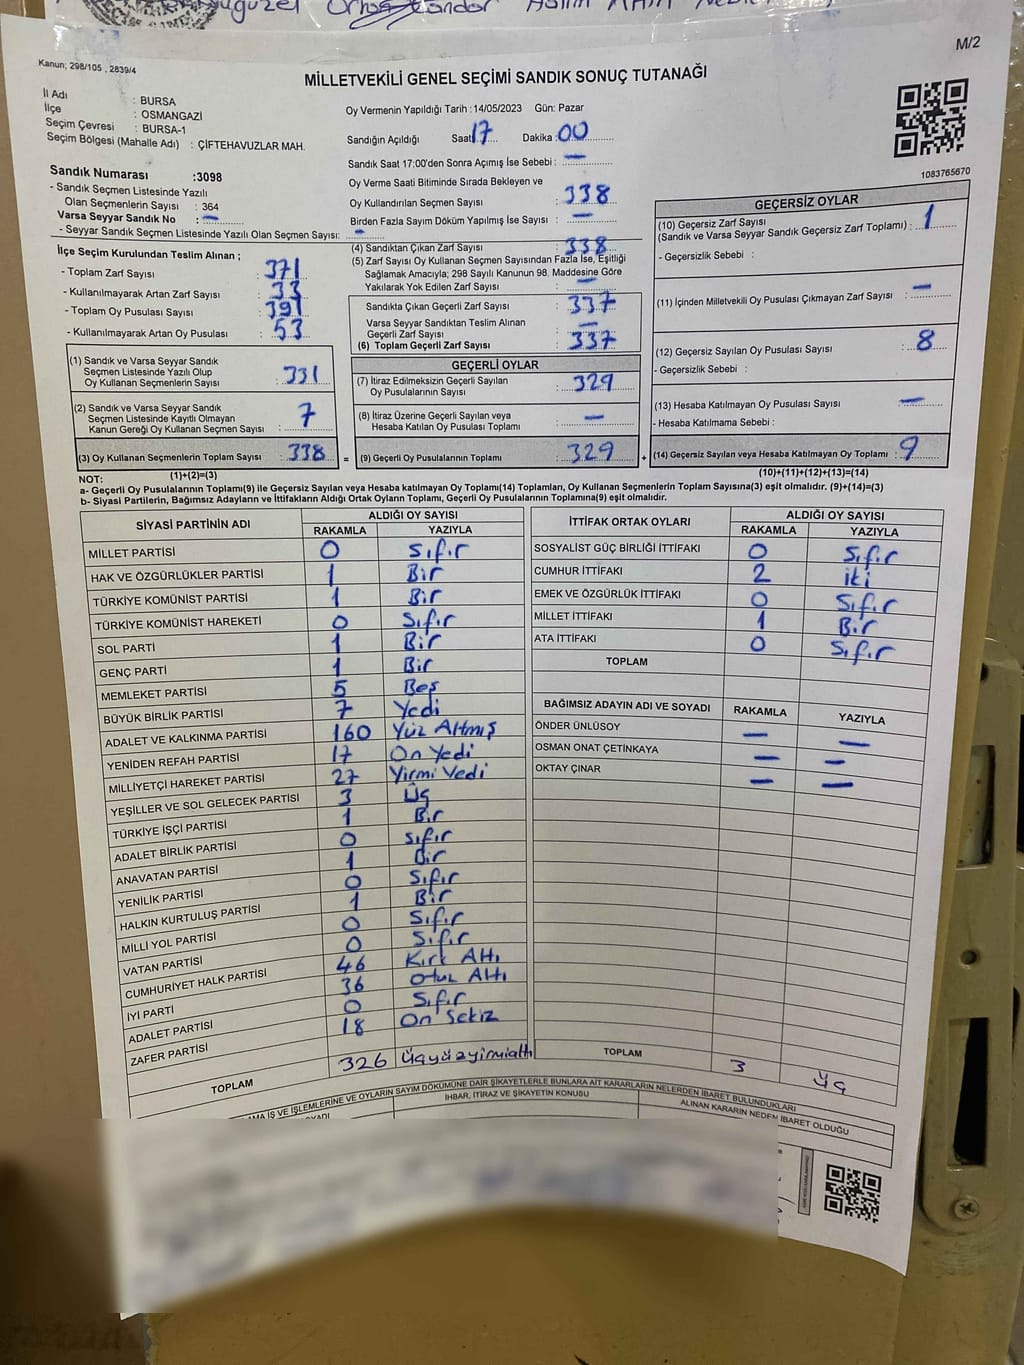 M/2
Kanun; 298/105 , 2839/4
MİLLETVEKİLİ GENEL SEÇİMİ SANDIK SONUÇ TUTANAĞI
İl Adı : BURSA
İlçe : OSMANGAZİ
Seçim Çevresi : BURSA-1
Seçim Bölgesi (Mahalle Adı) : ÇİFTEHAVUZLAR MAH.
Sandık Numarası :3098
- Sandık Seçmen Listesinde Yazılı
Olan Seçmenlerin Sayısı : 364
Varsa Seyyar Sandık No : —
- Seyyar Sandık Seçmen Listesinde Yazılı Olan Seçmen Sayısı: —
Oy Vermenin Yapıldığı Tarih :14/05/2023 Gün: Pazar
Sandığın Açıldığı Saat 17 Dakika :00
Sandık Saat 17:00'den Sonra Açımış İse Sebebi : —
Oy Verme Saati Bitiminde Sırada Bekleyen ve
Oy Kullandırılan Seçmen Sayısı 338
Birden Fazla Sayım Döküm Yapılmış İse Sayısı : —
(4) Sandıktan Çıkan Zarf Sayısı 338
(5) Zarf Sayısı Oy Kullanan Seçmen Sayısından Fazla İse, Eşitliği
Sağlamak Amacıyla; 298 Sayılı Kanunun 98. Maddesine Göre
Yakılarak Yok Edilen Zarf Sayısı : —
Sandıkta Çıkan Geçerli Zarf Sayısı : 337
Varsa Seyyar Sandıktan Teslim Alınan
Geçerli Zarf Sayısı : —
(6) Toplam Geçerli Zarf Sayısı : 337
İlçe Seçim Kurulundan Teslim Alınan ;
- Toplam Zarf Sayısı : 371
- Kullanılmayarak Artan Zarf Sayısı : 33
- Toplam Oy Pusulası Sayısı : 391
- Kullanılmayarak Artan Oy Pusulası : 53
(1) Sandık ve Varsa Seyyar Sandık
Seçmen Listesinde Yazılı Olup
Oy Kullanan Seçmenlerin Sayısı : 331
(2) Sandık ve Varsa Seyyar Sandık
Seçmen Listesinde Kayıtlı Olmayan
Kanun Gereği Oy Kullanan Seçmen Sayısı : 7
(3) Oy Kullanan Seçmenlerin Toplam Sayısı : 338 =
GEÇERLİ OYLAR
(7) İtiraz Edilmeksizin Geçerli Sayılan
Oy Pusulalarının Sayısı : 329
(8) İtiraz Üzerine Geçerli Sayılan veya
Hesaba Katılan Oy Pusulası Toplamı : —
(9) Geçerli Oy Pusulalarının Toplamı : 329 +
1083765670
GEÇERSİZ OYLAR
(10) Geçersiz Zarf Sayısı
(Sandık ve Varsa Seyyar Sandık Geçersiz Zarf Toplamı) : 1
- Geçersizlik Sebebi :
(11) İçinden Milletvekili Oy Pusulası Çıkmayan Zarf Sayısı : —
(12) Geçersiz Sayılan Oy Pusulası Sayısı : 8
- Geçersizlik Sebebi :
(13) Hesaba Katılmayan Oy Pusulası Sayısı : —
- Hesaba Katılmama Sebebi :
(14) Geçersiz Sayılan veya Hesaba Katılmayan Oy Toplamı : 9
NOT: (1)+(2)=(3) (10)+(11)+(12)+(13)=(14)
a- Geçerli Oy Pusulalarının Toplamı(9) ile Geçersiz Sayılan veya Hesaba katılmayan Oy Toplamı(14) Toplamları, Oy Kullanan Seçmenlerin Toplam Sayısına(3) eşit olmalıdır. (9)+(14)=(3)
b- Siyasi Partilerin, Bağımsız Adayların ve İttifakların Aldığı Ortak Oyların Toplamı, Geçerli Oy Pusulalarının Toplamına(9) eşit olmalıdır.
SİYASİ PARTİNİN ADI ALDIĞI OY SAYISI
RAKAMLA YAZIYLA
MİLLET PARTİSİ 0 Sıfır
HAK VE ÖZGÜRLÜKLER PARTİSİ 1 Bir
TÜRKİYE KOMÜNİST PARTİSİ 1 Bir
TÜRKİYE KOMÜNİST HAREKETİ 0 Sıfır
SOL PARTİ 1 Bir
GENÇ PARTİ 1 Bir
MEMLEKET PARTİSİ 5 Beş
BÜYÜK BİRLİK PARTİSİ 7 Yedi
ADALET VE KALKINMA PARTİSİ 160 Yüz Altmış
YENİDEN REFAH PARTİSİ 17 On Yedi
MİLLİYETÇİ HAREKET PARTİSİ 27 Yirmi Yedi
YEŞİLLER VE SOL GELECEK PARTİSİ 3 Üç
TÜRKİYE İŞÇİ PARTİSİ 1 Bir
ADALET BİRLİK PARTİSİ 0 Sıfır
ANAVATAN PARTİSİ 1 Bir
YENİLİK PARTİSİ 0 Sıfır
HALKIN KURTULUŞ PARTİSİ 1 Bir
MİLLİ YOL PARTİSİ 0 Sıfır
VATAN PARTİSİ 0 Sıfır
CUMHURİYET HALK PARTİSİ 46 Kırk Altı
İYİ PARTİ 36 Otuz Altı
ADALET PARTİSİ 0 Sıfır
ZAFER PARTİSİ 18 On Sekiz
TOPLAM 326 Üçyüzyirmialtı
İTTİFAK ORTAK OYLARI ALDIĞI OY SAYISI
RAKAMLA YAZIYLA
SOSYALİST GÜÇ BİRLİĞİ İTTİFAKI 0 Sıfır
CUMHUR İTTİFAKI 2 iki
EMEK VE ÖZGÜRLÜK İTTİFAKI 0 Sıfır
MİLLET İTTİFAKI 1 Bir
ATA İTTİFAKI 0 Sıfır
TOPLAM
BAĞIMSIZ ADAYIN ADI VE SOYADI RAKAMLA YAZIYLA
ÖNDER ÜNLÜSOY — —
OSMAN ONAT ÇETİNKAYA — —
OKTAY ÇINAR — —
TOPLAM 3 Üç
İŞ VE İŞLEMLERİNE VE OYLARIN SAYIM DÖKÜMÜNE DAİR ŞİKAYETLERLE BUNLARA AİT KARARLARIN NELERDEN İBARET BULUNDUKLARI
İHBAR, İTİRAZ VE ŞİKAYETİN KONUSU
ALINAN KARARIN NEDEN İBARET OLDUĞU